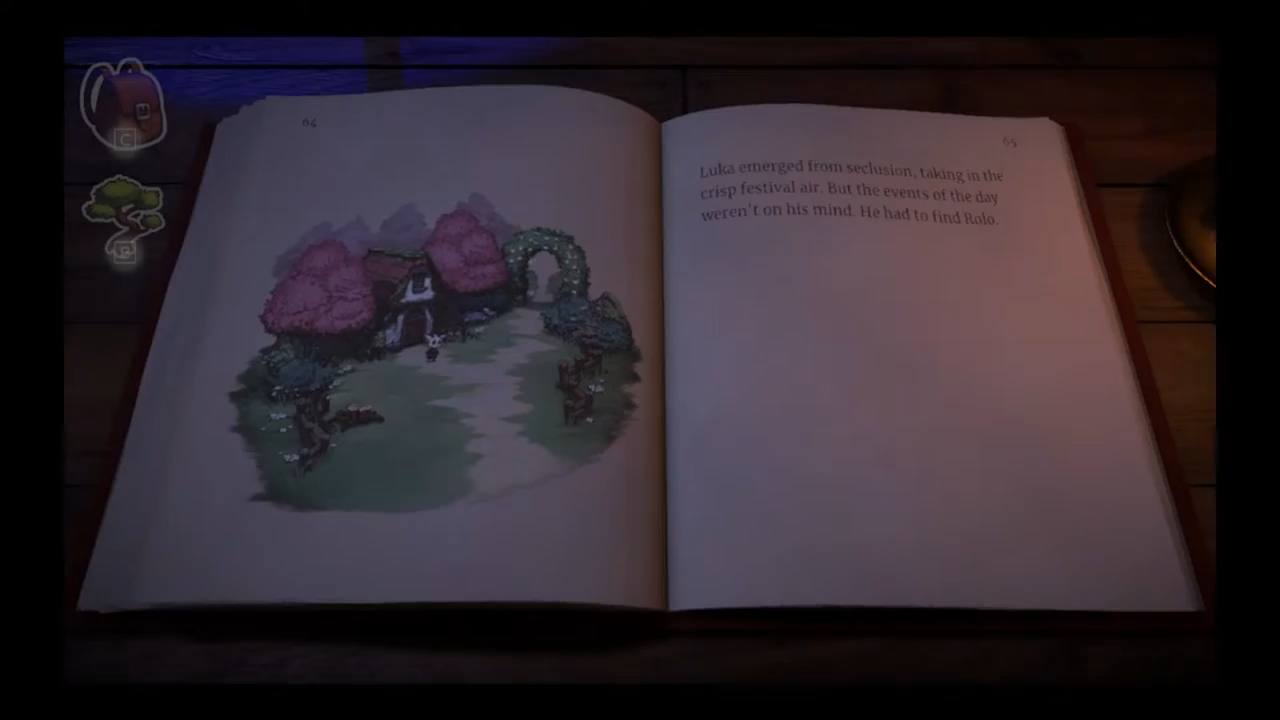 C
64
65
Luka emerged from seclusion, taking in the
crisp festival air. But the events of the day
weren't on his mind. He had to find Rolo.